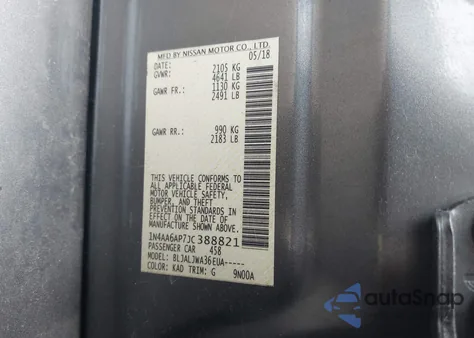 MFD BY NISSAN MOTOR CO., LTD.
DATE: 05/18
GVWR: 2105 KG
4641 LB
GAWR FR.: 1130 KG
2491 LB
GAWR RR.: 990 KG
2183 LB
THIS VEHICLE CONFORMS TO
ALL APPLICABLE FEDERAL
MOTOR VEHICLE SAFETY,
BUMPER, AND THEFT
PREVENTION STANDARDS IN
EFFECT ON THE DATE OF
MANUFACTURE SHOWN ABOVE.
1N4AA6AP7JC388821
PASSENGER CAR 458
BLJALJWA36EUA-----
COLOR: KAD TRIM: G 9N00A
autoSnap